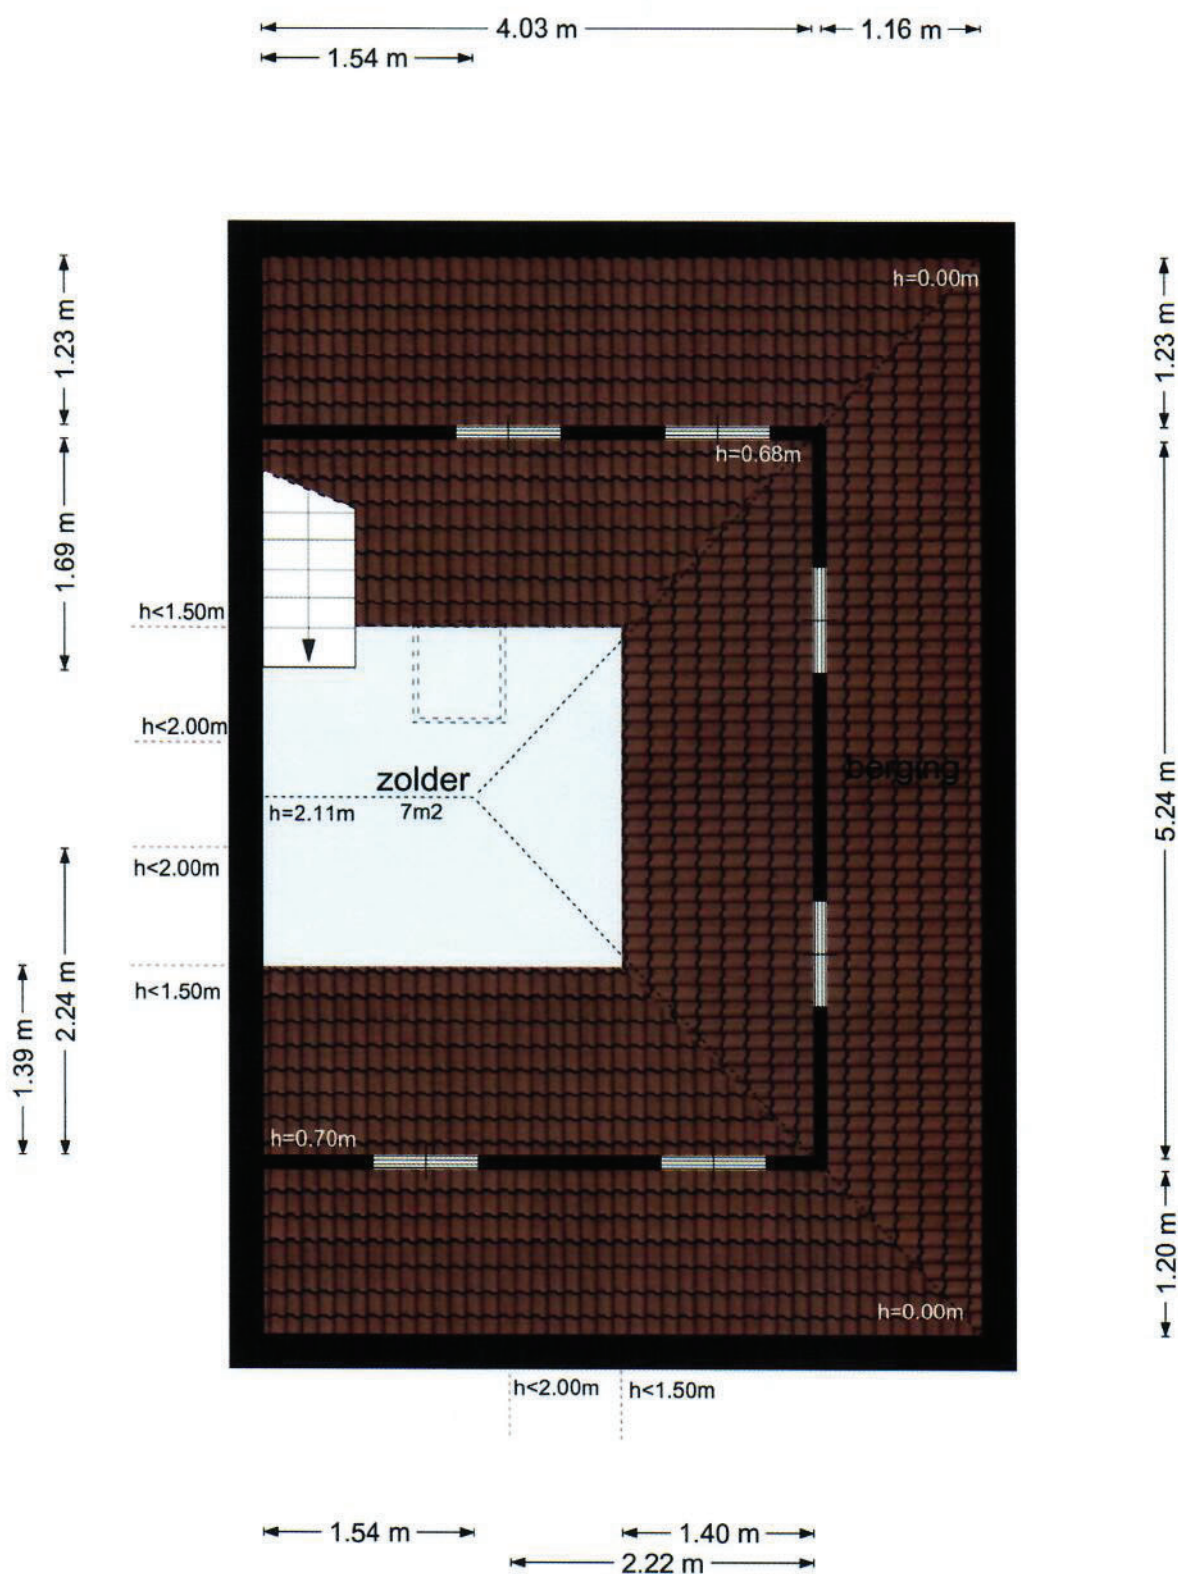 4.03 m
1.16 m
1.54 m
h=0.00m
1.23 m
1.23 m
h=0.68m
1.69 m
h<1.50m
h<2.00m
zolder
berging
h=2.11m
7m2
5.24 m
h<2.00m
h<1.50m
2.24 m
1.39 m
h=0.70m
1.20 m
h=0.00m
h<2.00m
h<1.50m
1.54 m
1.40 m
2.22 m